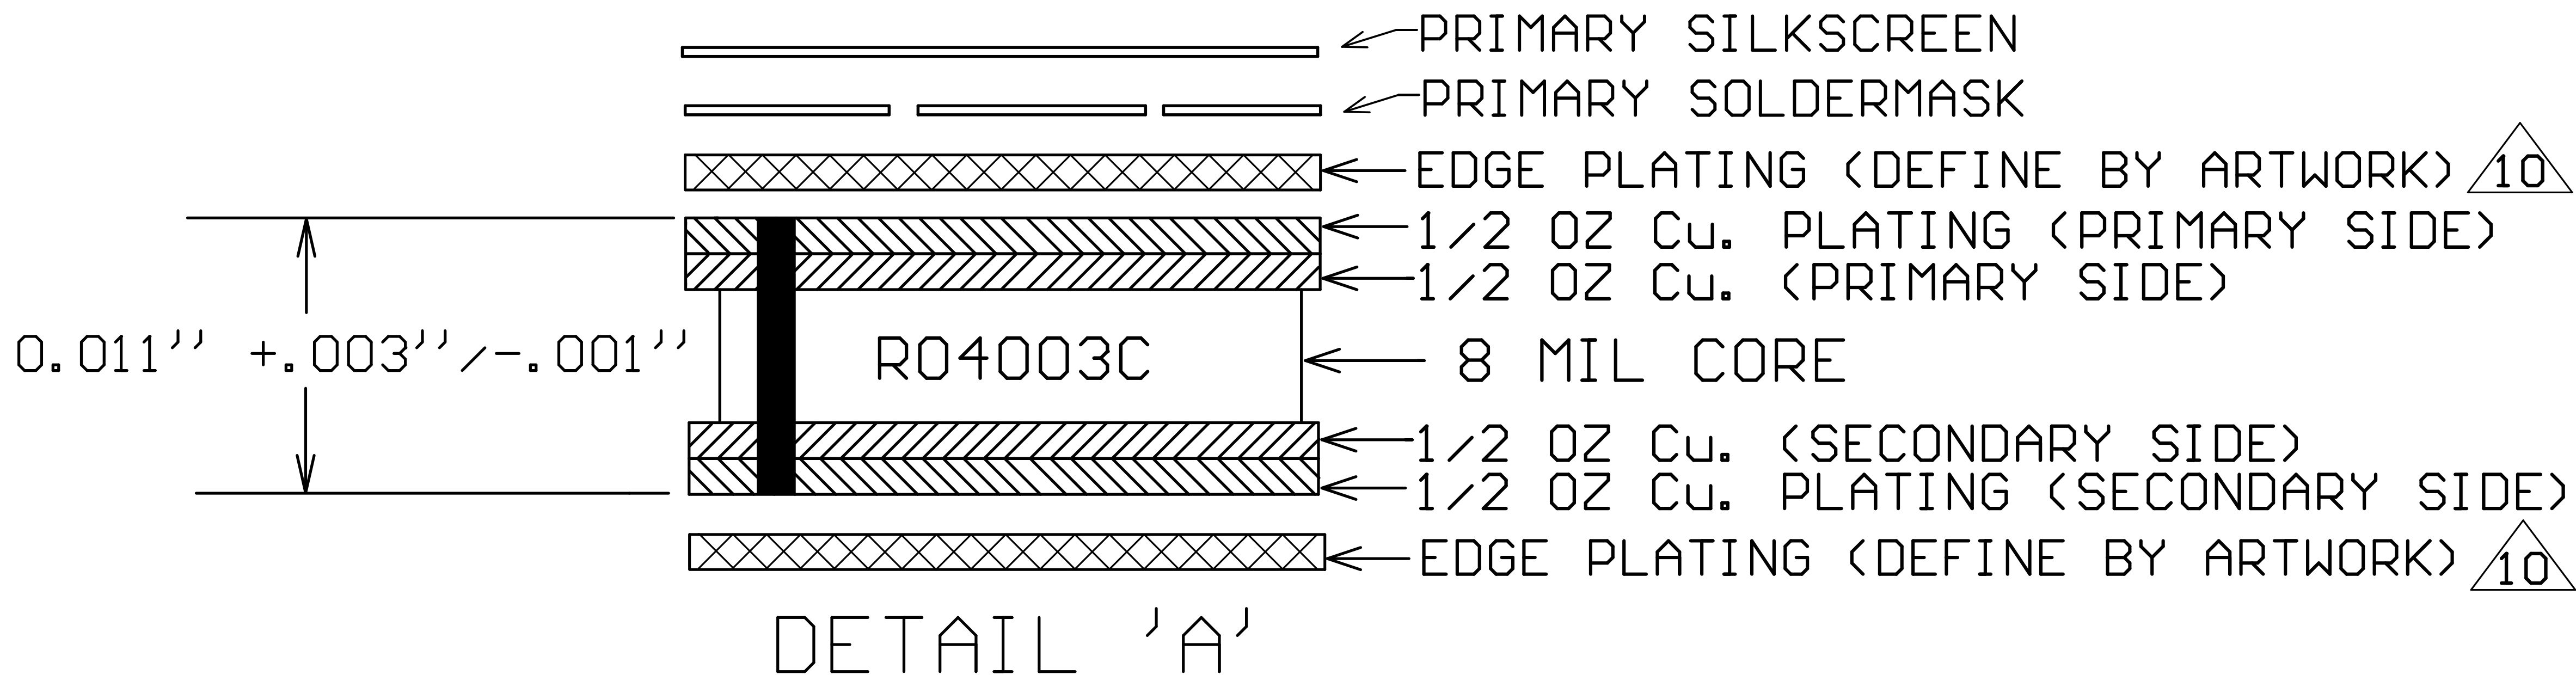 PRIMARY SILKSCREEN
PRIMARY SOLDERMASK
EDGE PLATING (DEFINE BY ARTWORK) 10
1/2 OZ Cu. PLATING (PRIMARY SIDE)
1/2 OZ Cu. (PRIMARY SIDE)
0.011'' +.003''/-.001''
RO4003C
8 MIL CORE
1/2 OZ Cu. (SECONDARY SIDE)
1/2 OZ Cu. PLATING (SECONDARY SIDE)
EDGE PLATING (DEFINE BY ARTWORK) 10
DETAIL 'A'